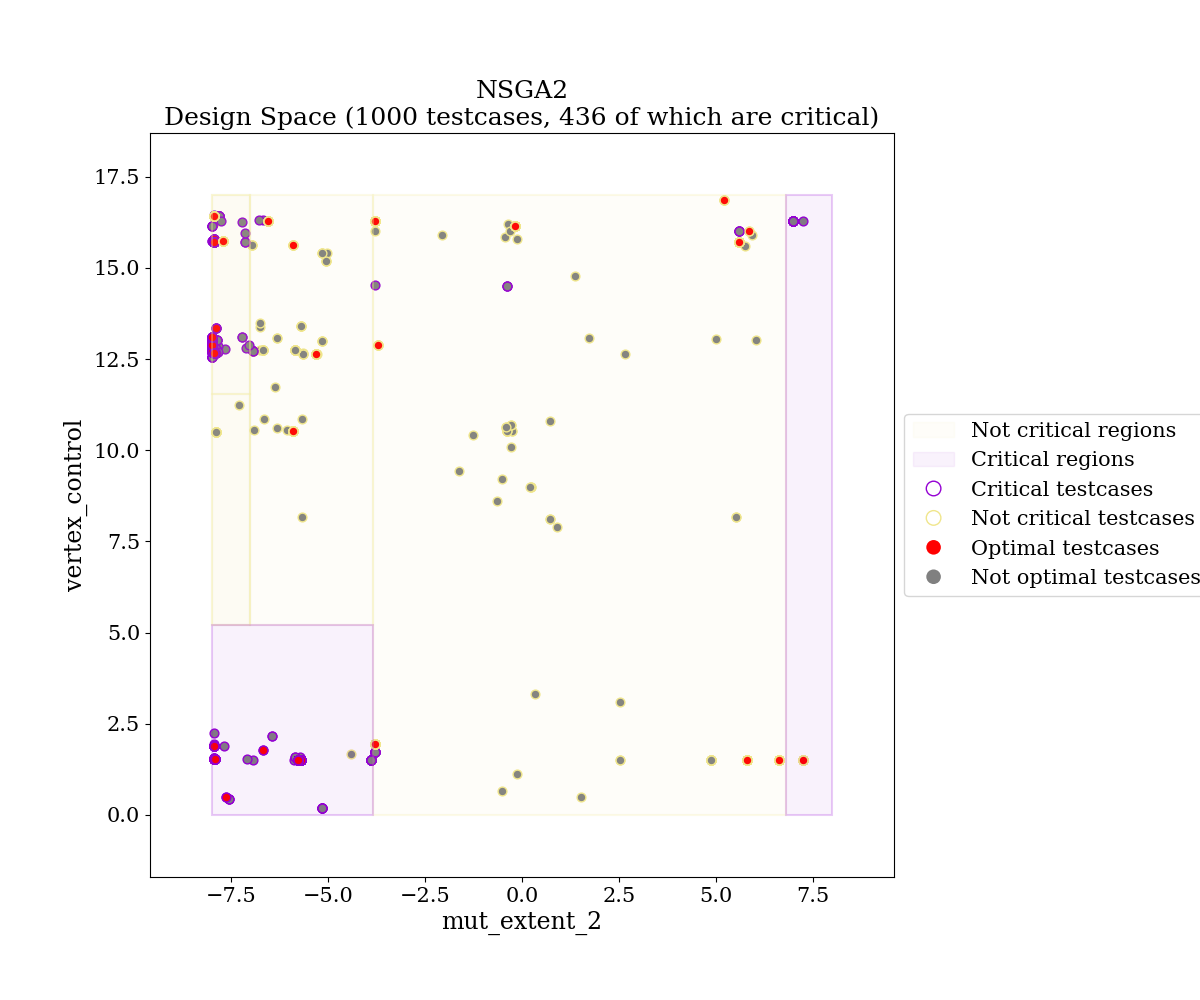 NSGA2
Design Space (1000 testcases, 436 of which are critical)
17.5
15.0
12.5
10.0
7.5
5.0
2.5
0.0
vertex_control
−7.5
−5.0
−2.5
0.0
2.5
5.0
7.5
mut_extent_2
Not critical regions
Critical regions
Critical testcases
Not critical testcases
Optimal testcases
Not optimal testcases